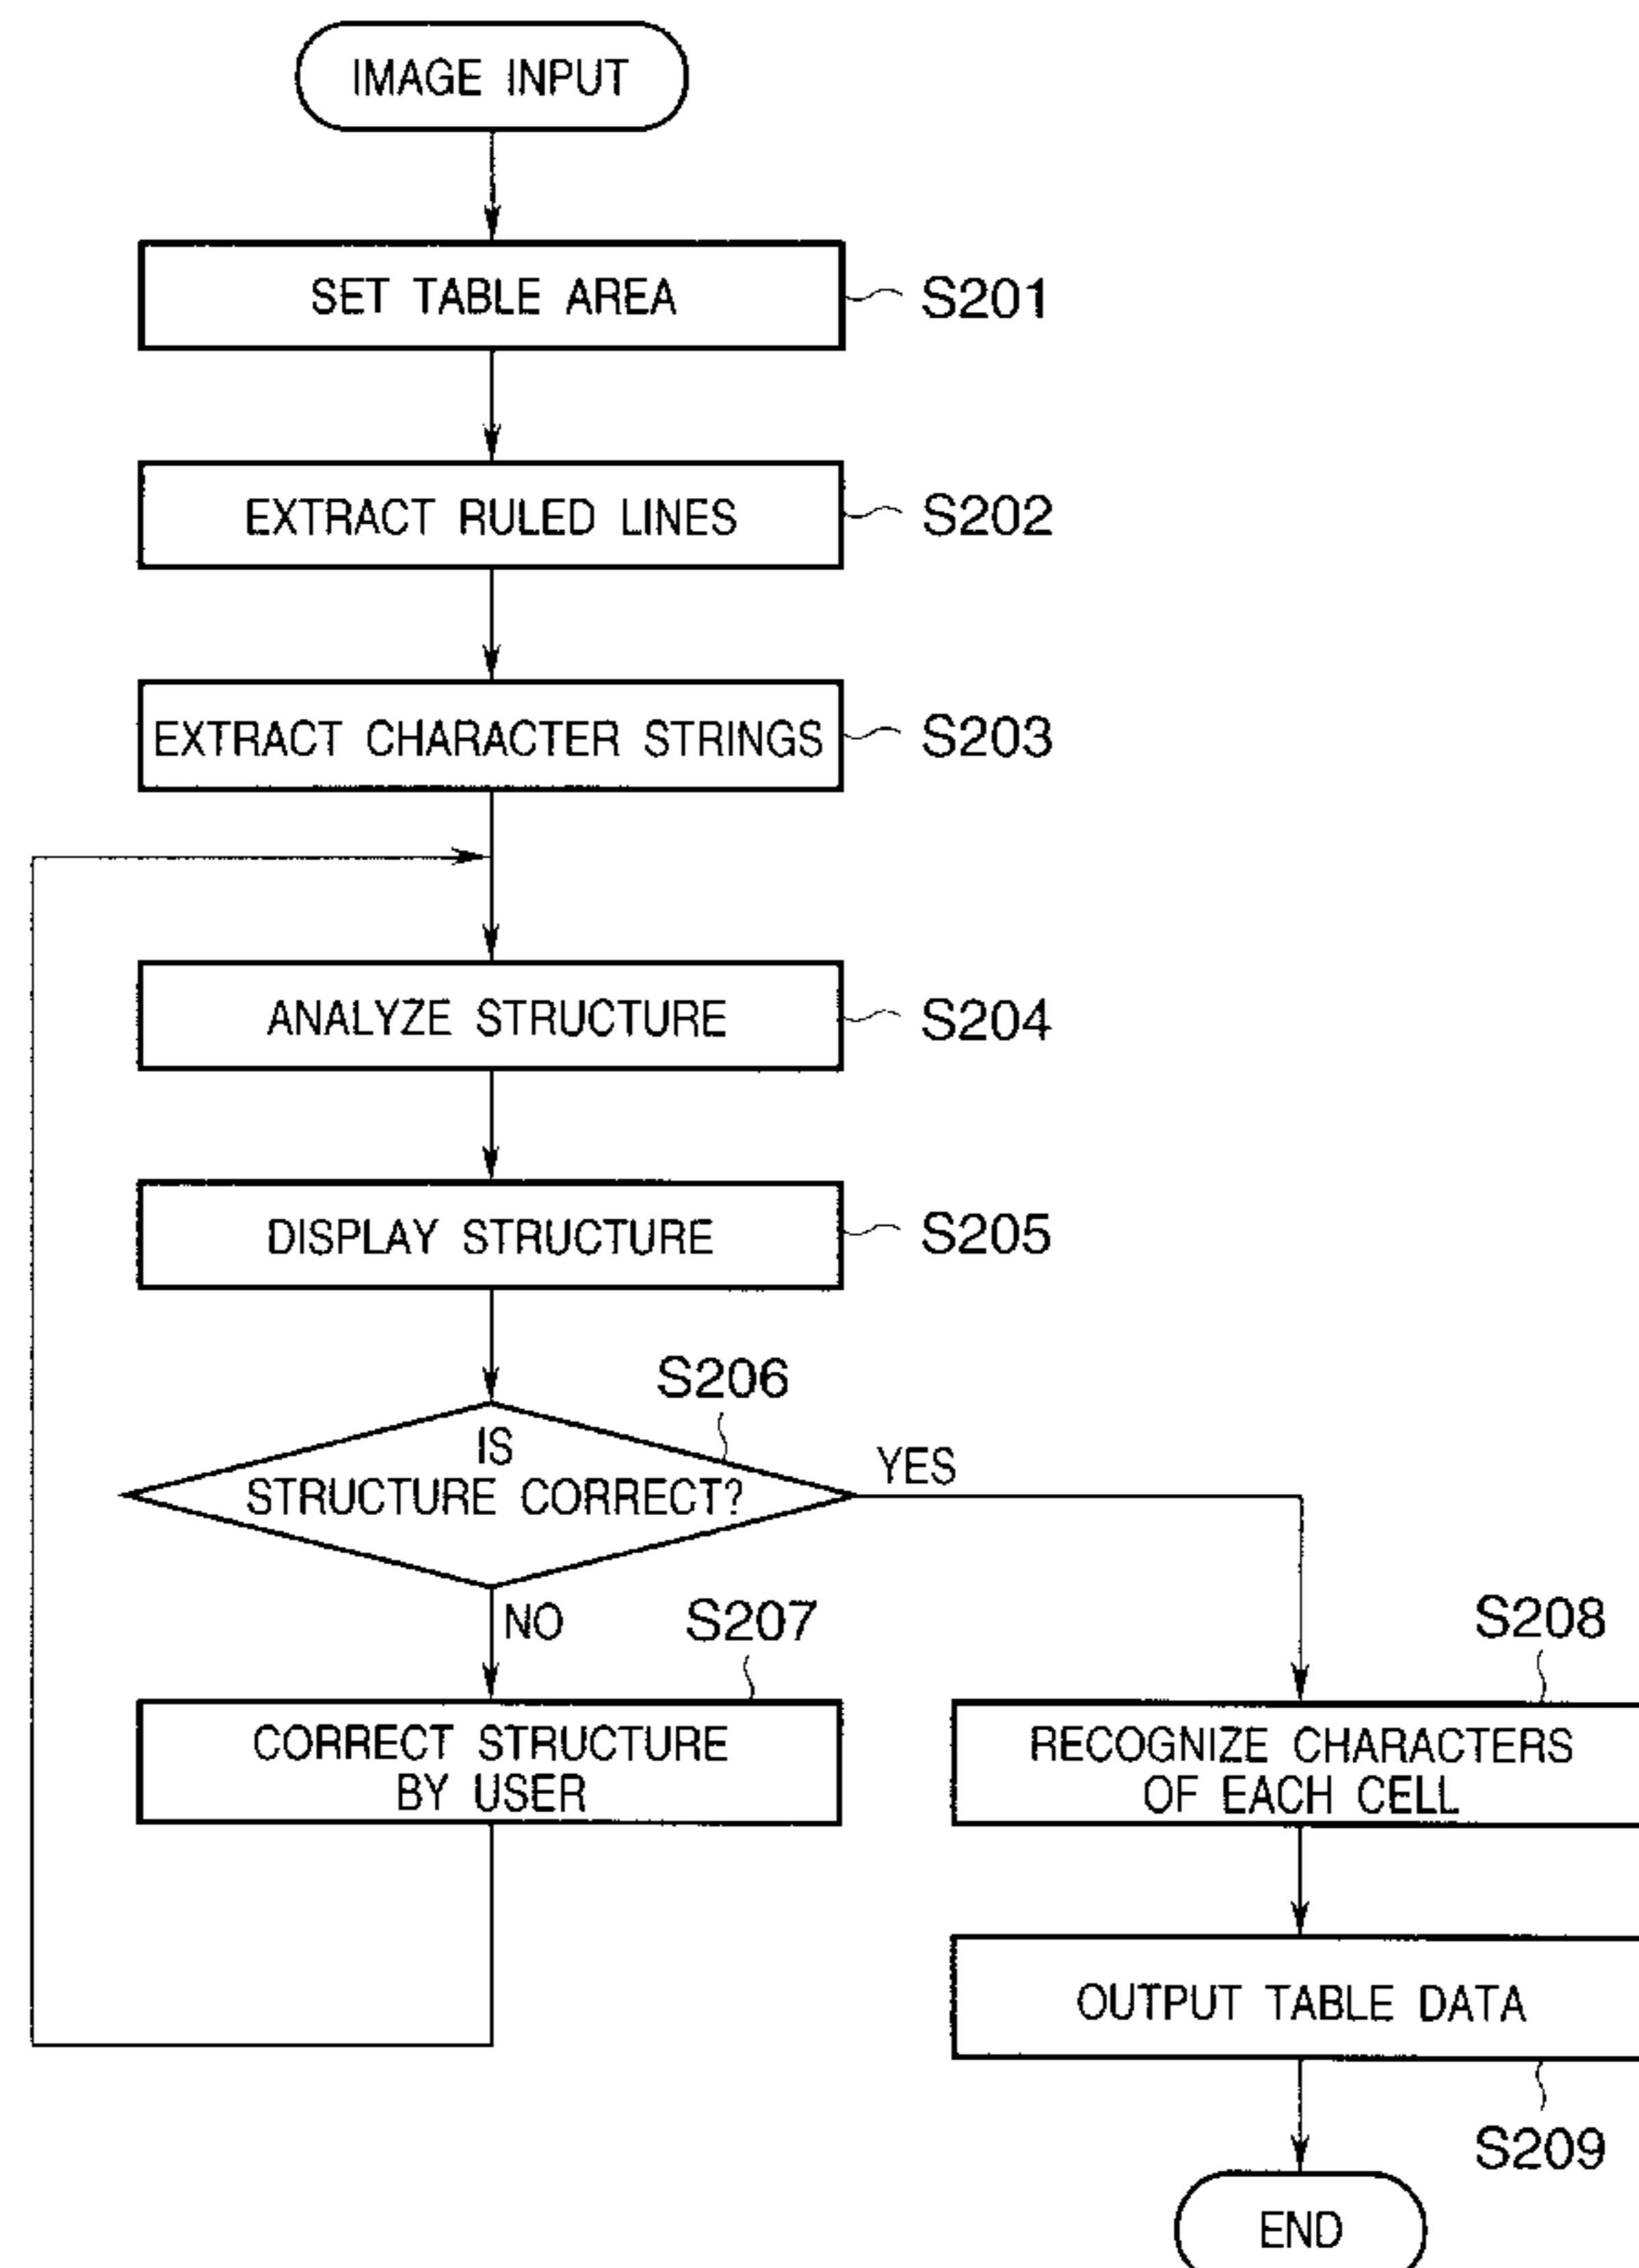 IMAGE INPUT
SET TABLE AREA
S201
EXTRACT RULED LINES
S202
EXTRACT CHARACTER STRINGS
S203
ANALYZE STRUCTURE
S204
DISPLAY STRUCTURE
S205
S206
IS
STRUCTURE CORRECT?
YES
NO
S207
CORRECT STRUCTURE
BY USER
S208
RECOGNIZE CHARACTERS
OF EACH CELL
OUTPUT TABLE DATA
S209
END